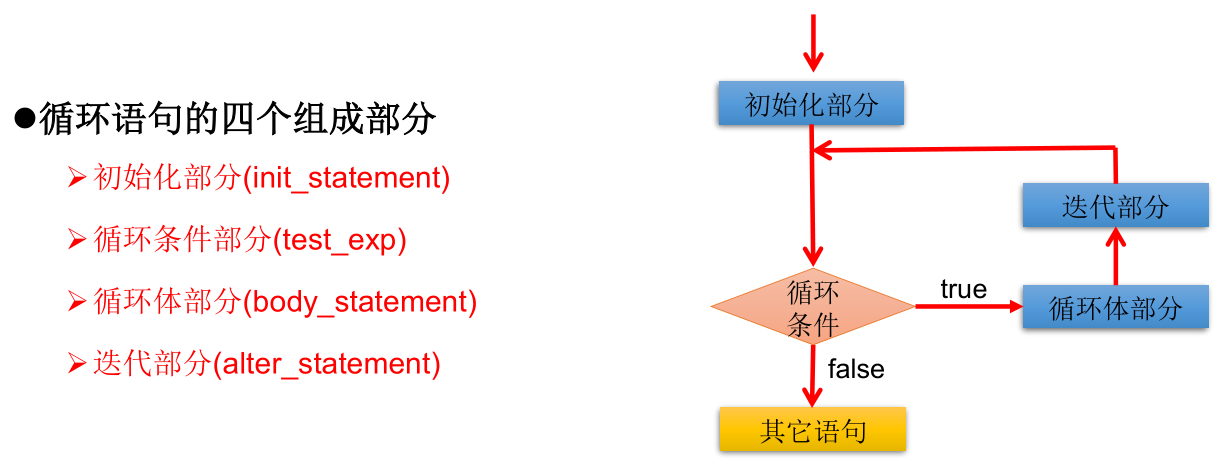 ●循环语句的四个组成部分
➢初始化部分(init_statement)
➢循环条件部分(test_exp)
➢循环体部分(body_statement)
➢迭代部分(alter_statement)
初始化部分
迭代部分
循环
条件
true
循环体部分
false
其它语句